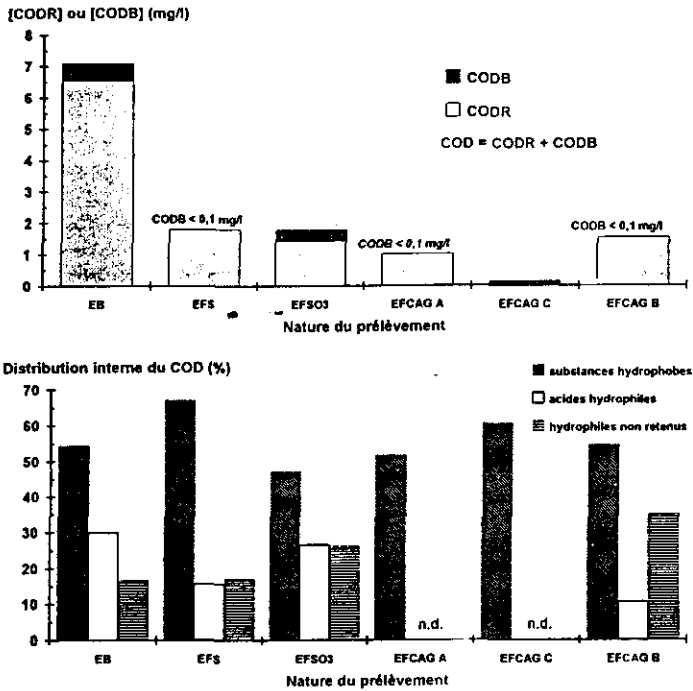 [CODR] ou [CODB] (mg/l)
8
7
6
5
4
3
2
1
0
CODB
CODR
COD = CODR + CODB
CODB < 0,1 mg/l
CODB < 0,1 mg/l
CODB < 0,1 mg/l
EB EFS EFSO3 EFCAG A EFCAG C EFCAG B
Nature du prélèvement
Distribution interne du COD (%)
70
60
50
40
30
20
10
0
substances hydrophobes
acides hydrophiles
hydrophiles non retenus
n.d. n.d.
EB EFS EFSO3 EFCAG A EFCAG C EFCAG B
Nature du prélèvement